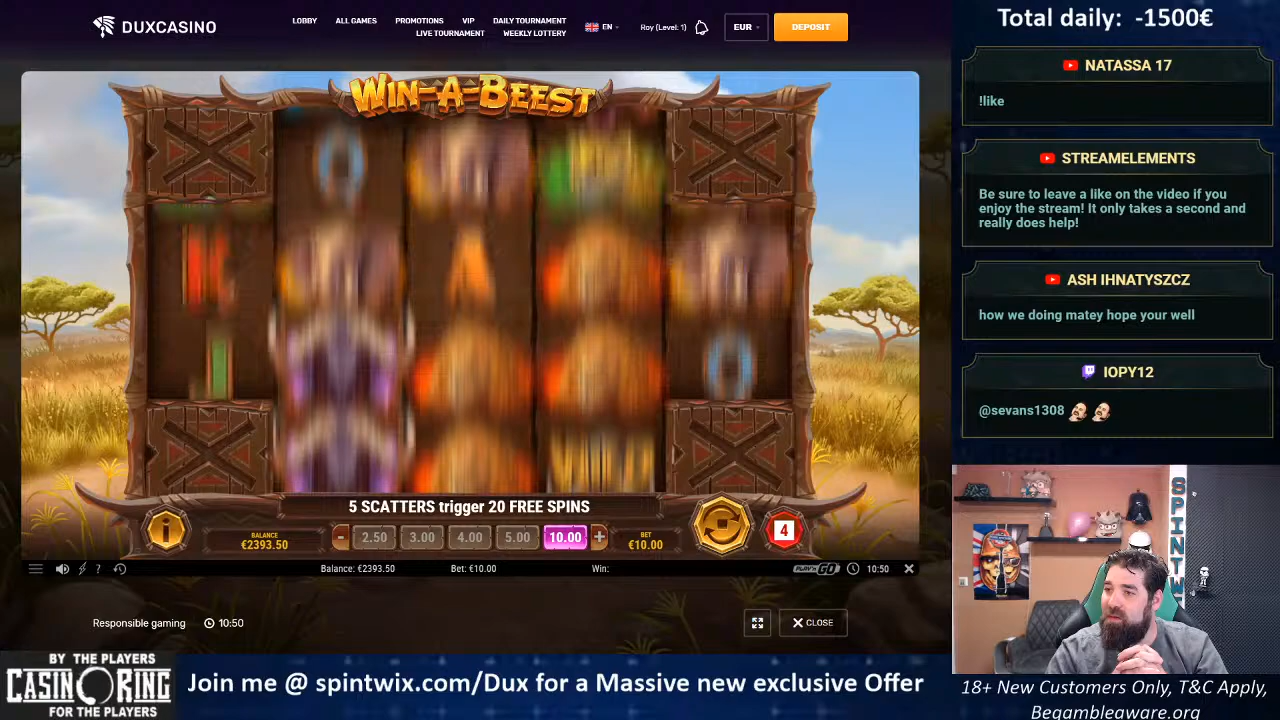 DUXCASINO
LOBBY
ALL GAMES
PROMOTIONS
VIP
DAILY TOURNAMENT
LIVE TOURNAMENT
WEEKLY LOTTERY
EN
Roy (Level: 1)
EUR
DEPOSIT
Total daily: -1500€
WIN-A-BEEST
NATASSA 17
!like
STREAMELEMENTS
Be sure to leave a like on the video if you
enjoy the stream! It only takes a second and
really does help!
ASH IHNATYSZCZ
how we doing matey hope your well
IOPY12
@sevans1308
5 SCATTERS trigger 20 FREE SPINS
BALANCE
€2393.50
-
2.50
3.00
4.00
5.00
10.00
+
BET
€10.00
4
?
Balance: €2393.50
Bet: €10.00
Win:
PLAY'N GO
10:50
Responsible gaming
10:50
CLOSE
SPINTW
BY THE PLAYERS
CASINO RING
FOR THE PLAYERS
Join me @ spintwix.com/Dux for a Massive new exclusive Offer
18+ New Customers Only, T&C Apply,
Begambleaware.org